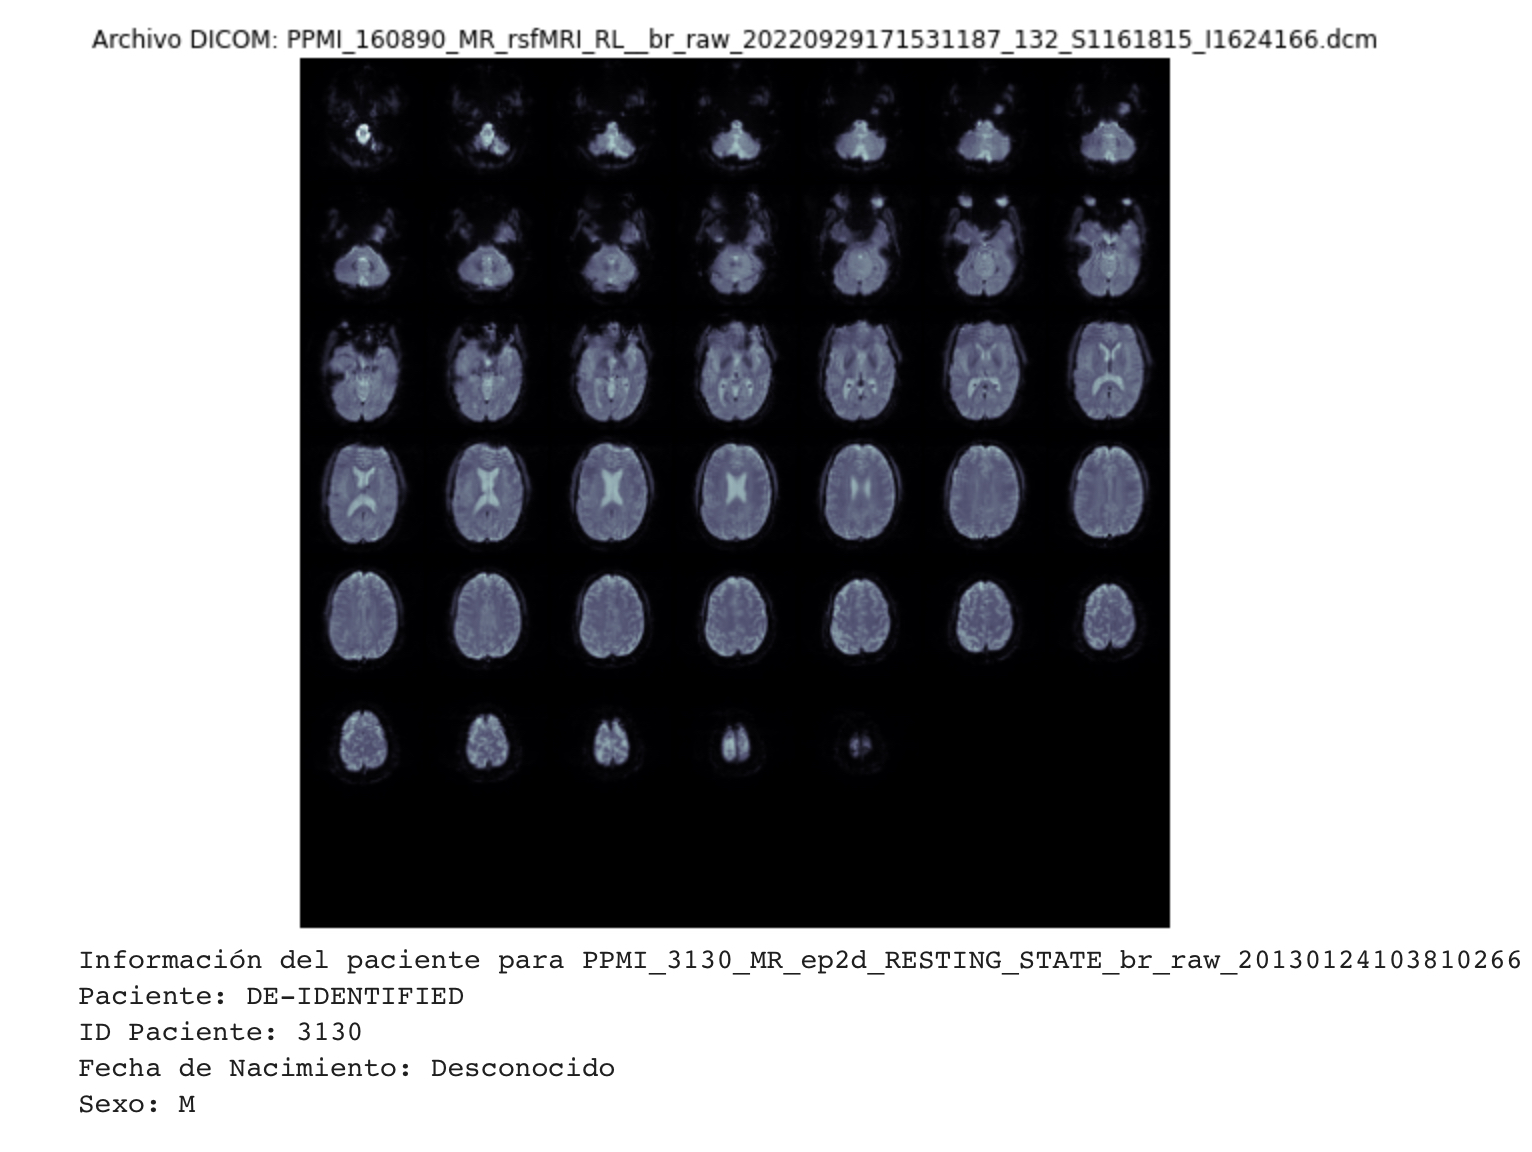 Archivo DICOM: PPMI_160890_MR_rsfMRI_RL__br_raw_20220929171531187_132_S1161815_I1624166.dcm
Información del paciente para PPMI_3130_MR_ep2d_RESTING_STATE_br_raw_20130124103810266
Paciente: DE-IDENTIFIED
ID Paciente: 3130
Fecha de Nacimiento: Desconocido
Sexo: M